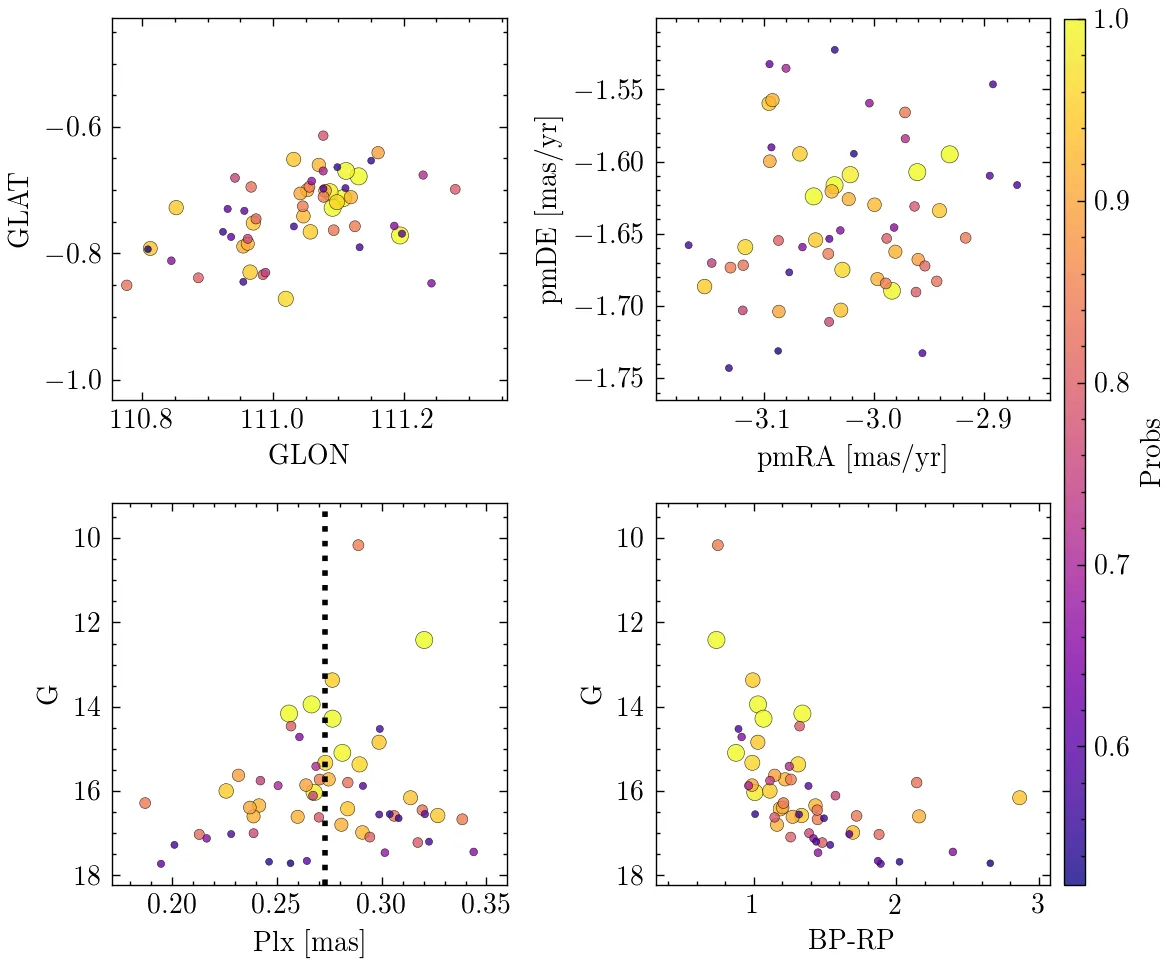 GLAT
−0.6
−0.8
−1.0
110.8 111.0 111.2
GLON
pmDE [mas/yr]
−1.55
−1.60
−1.65
−1.70
−1.75
−3.1 −3.0 −2.9
pmRA [mas/yr]
G
10
12
14
16
18
0.20 0.25 0.30 0.35
Plx [mas]
G
10
12
14
16
18
1 2 3
BP-RP
1.0
0.9
0.8
0.7
0.6
Probs